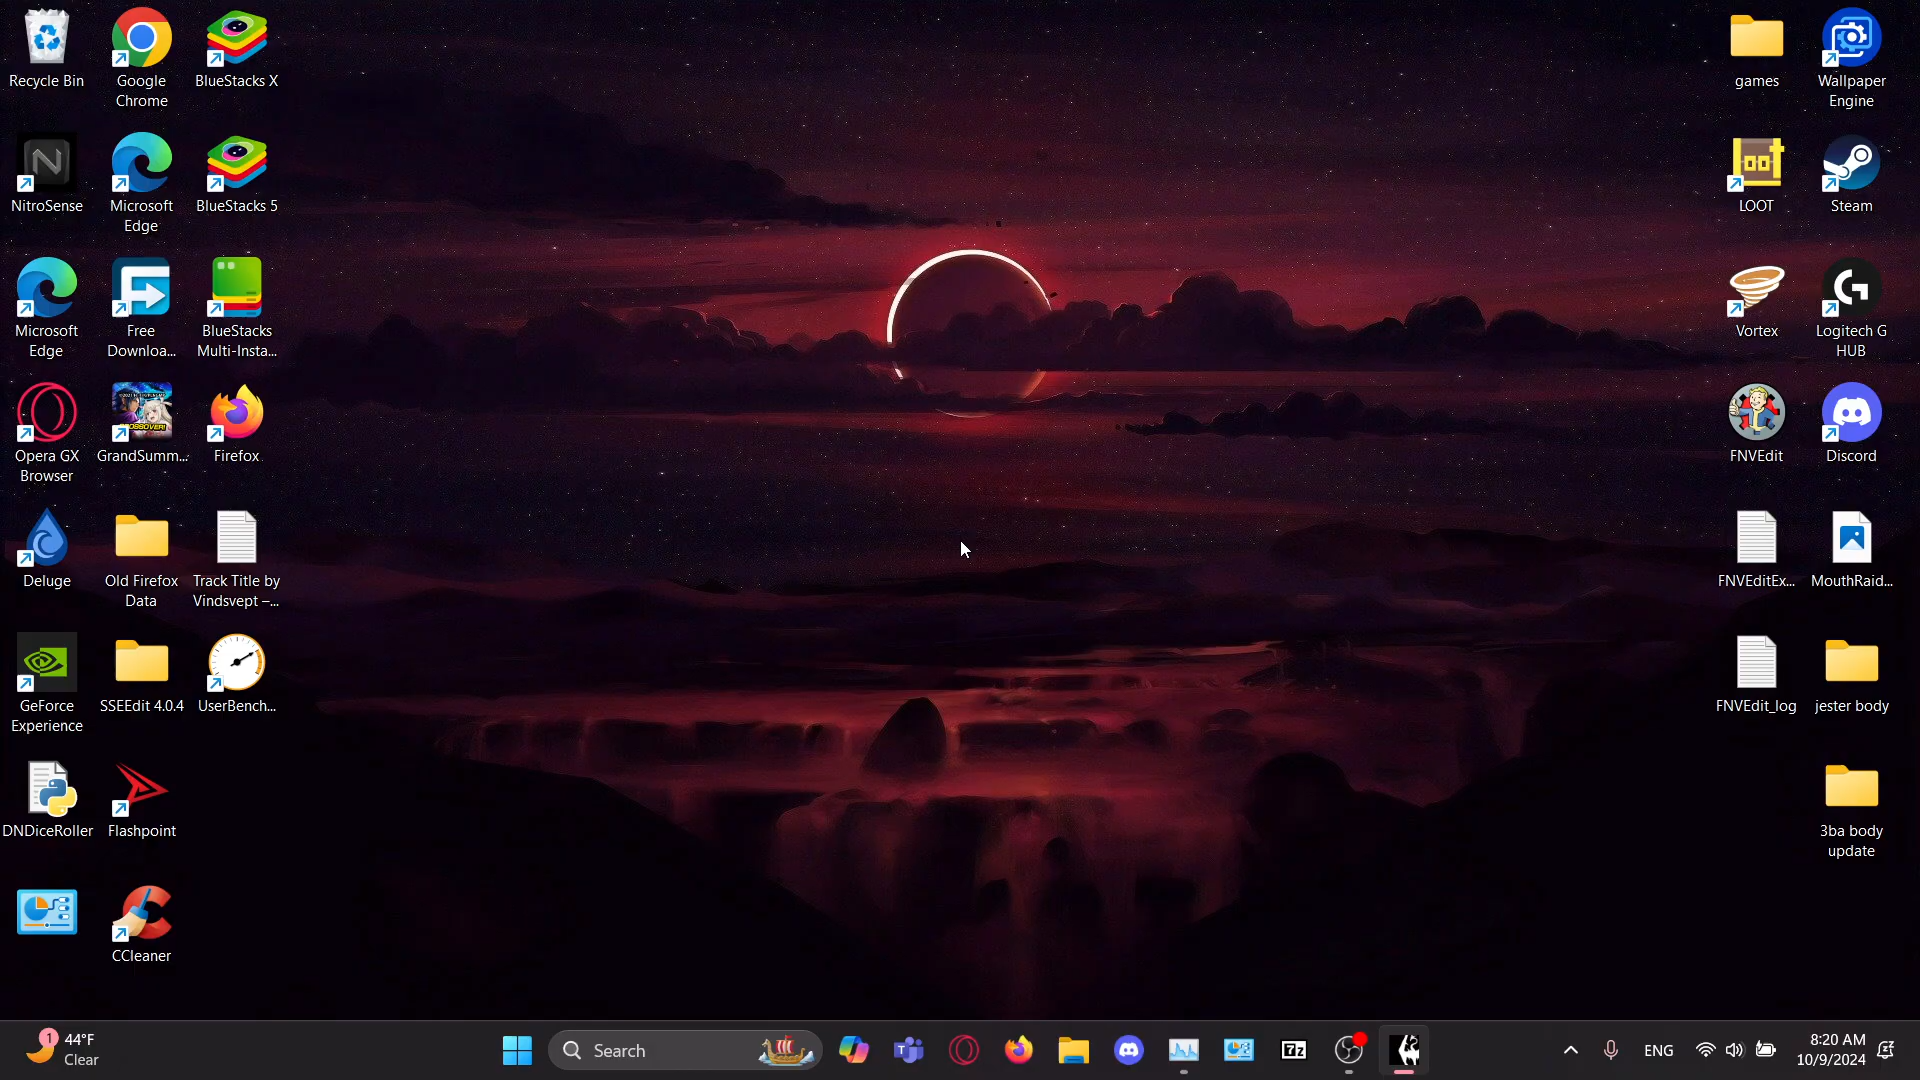 Recycle Bin
Google
Chrome
BlueStacks X
games
Wallpaper
Engine
NitroSense
Microsoft
Edge
BlueStacks 5
LOOT
Steam
Microsoft
Edge
Free
Downloa...
BlueStacks
Multi-Insta...
Vortex
Logitech G
HUB
Opera GX
Browser
GrandSumm...
Firefox
FNVEdit
Discord
Deluge
Old Firefox
Data
Track Title by
Vindsvept –...
FNVEditEx...
MouthRaid...
GeForce
Experience
SSEEdit 4.0.4
UserBench...
FNVEdit_log
jester body
DNDiceRoller
Flashpoint
3ba body
update
CCleaner
1
44°F
Clear
Search
7z
ENG
8:20 AM
10/9/2024